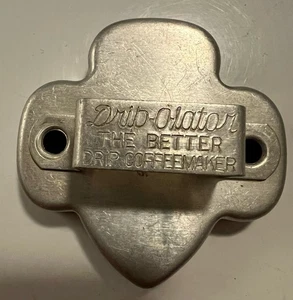 Drip-O-lator
THE BETTER
DRIP COFFEEMAKER